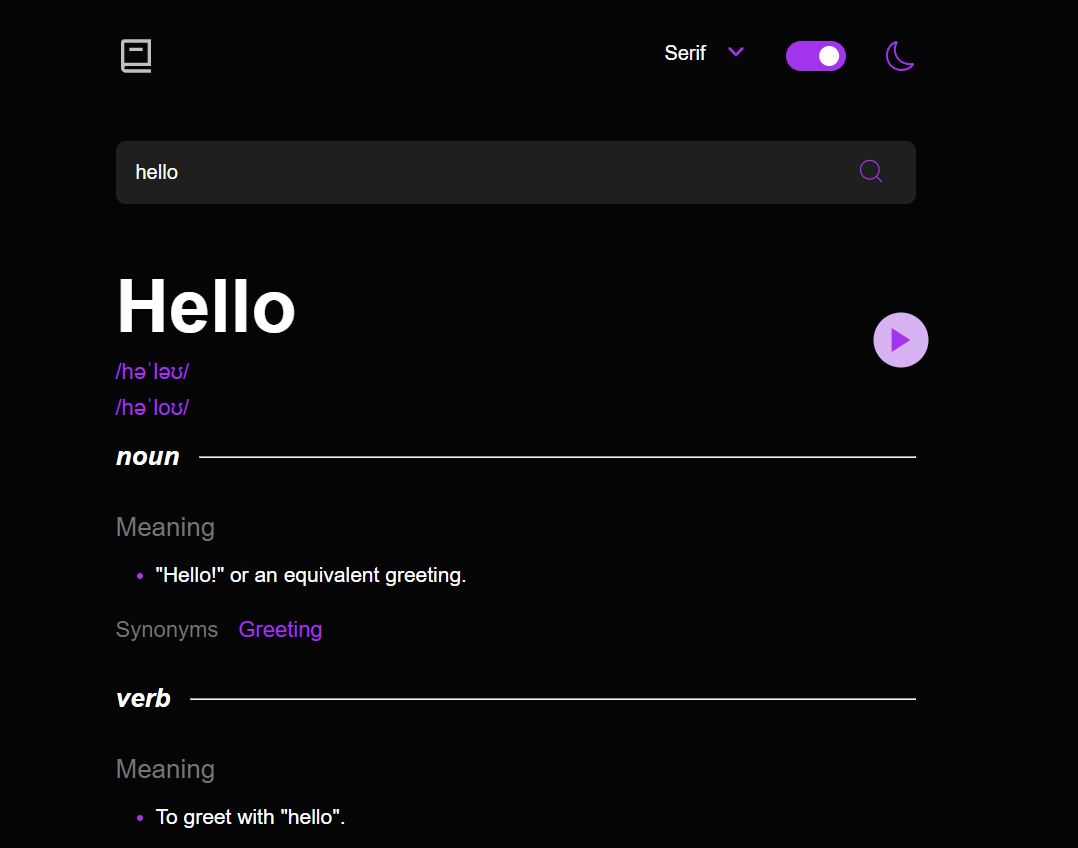 Serif
hello
Hello
/həˈləʊ/
/həˈloʊ/
noun
Meaning
"Hello!" or an equivalent greeting.
Synonyms Greeting
verb
Meaning
To greet with "hello".